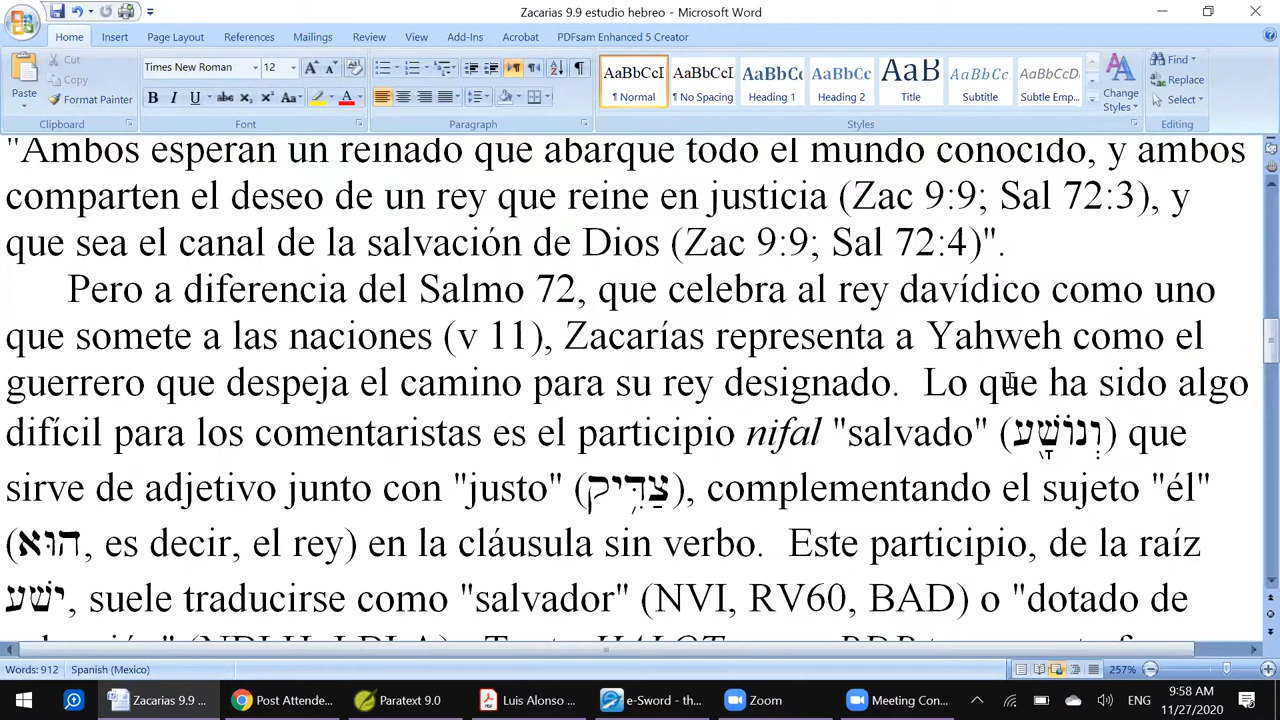 Zacarias 9.9 estudio hebreo - Microsoft Word
Home Insert Page Layout References Mailings Review View Add-Ins Acrobat PDFsam Enhanced 5 Creator
Cut
Copy
Format Painter
Paste
Clipboard
Times New Roman 12
Font
Paragraph
AaBbCcI AaBbCcI AaBbCc AaBbCc AaB AaBbCcI AaBbCcD
¶ Normal ¶ No Spacing Heading 1 Heading 2 Title Subtitle Subtle Emp...
Change Styles
Styles
Find
Replace
Select
Editing
"Ambos esperan un reinado que abarque todo el mundo conocido, y ambos
comparten el deseo de un rey que reine en justicia (Zac 9:9; Sal 72:3), y
que sea el canal de la salvación de Dios (Zac 9:9; Sal 72:4)".
Pero a diferencia del Salmo 72, que celebra al rey davídico como uno
que somete a las naciones (v 11), Zacarías representa a Yahweh como el
guerrero que despeja el camino para su rey designado. Lo que ha sido algo
difícil para los comentaristas es el participio nifal "salvado" (וְנוֹשָׁ֖ע) que
sirve de adjetivo junto con "justo" (צַדִּ֥יק), complementando el sujeto "él"
(הוּא, es decir, el rey) en la cláusula sin verbo. Este participio, de la raíz
ישׁע, suele traducirse como "salvador" (NVI, RV60, BAD) o "dotado de
Words: 912 Spanish (Mexico) 257%
Zacarias 9.9 ... Post Attende... Paratext 9.0 Luis Alonso ... e-Sword - th... Zoom Meeting Con... ENG 9:58 AM
11/27/2020